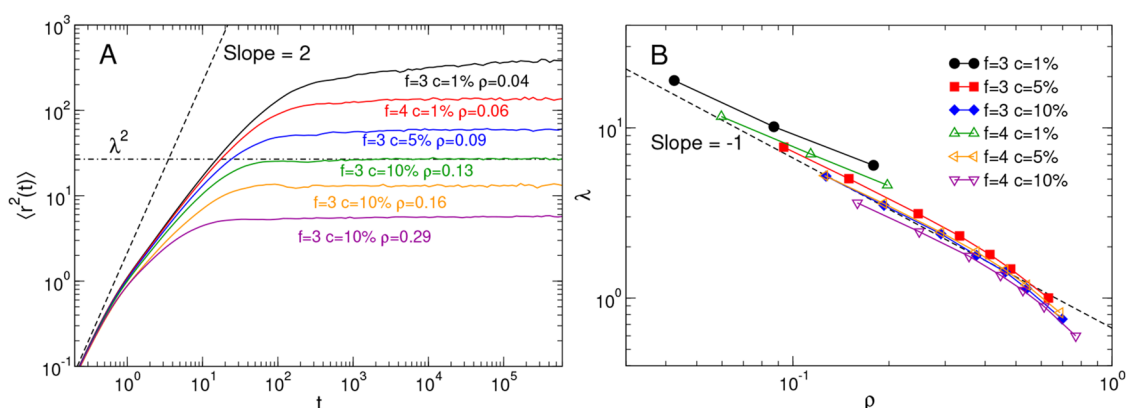 A
Slope = 2
λ²
f=3 c=1% ρ=0.04
f=4 c=1% ρ=0.06
f=3 c=5% ρ=0.09
f=3 c=10% ρ=0.13
f=3 c=10% ρ=0.16
f=3 c=10% ρ=0.29
10³
10²
10¹
10⁰
10⁻¹
⟨r²(t)⟩
10⁰ 10¹ 10² 10³ 10⁴ 10⁵
t
B
Slope = -1
f=3 c=1%
f=3 c=5%
f=3 c=10%
f=4 c=1%
f=4 c=5%
f=4 c=10%
10¹
10⁰
λ
10⁻¹ 10⁰
ρ